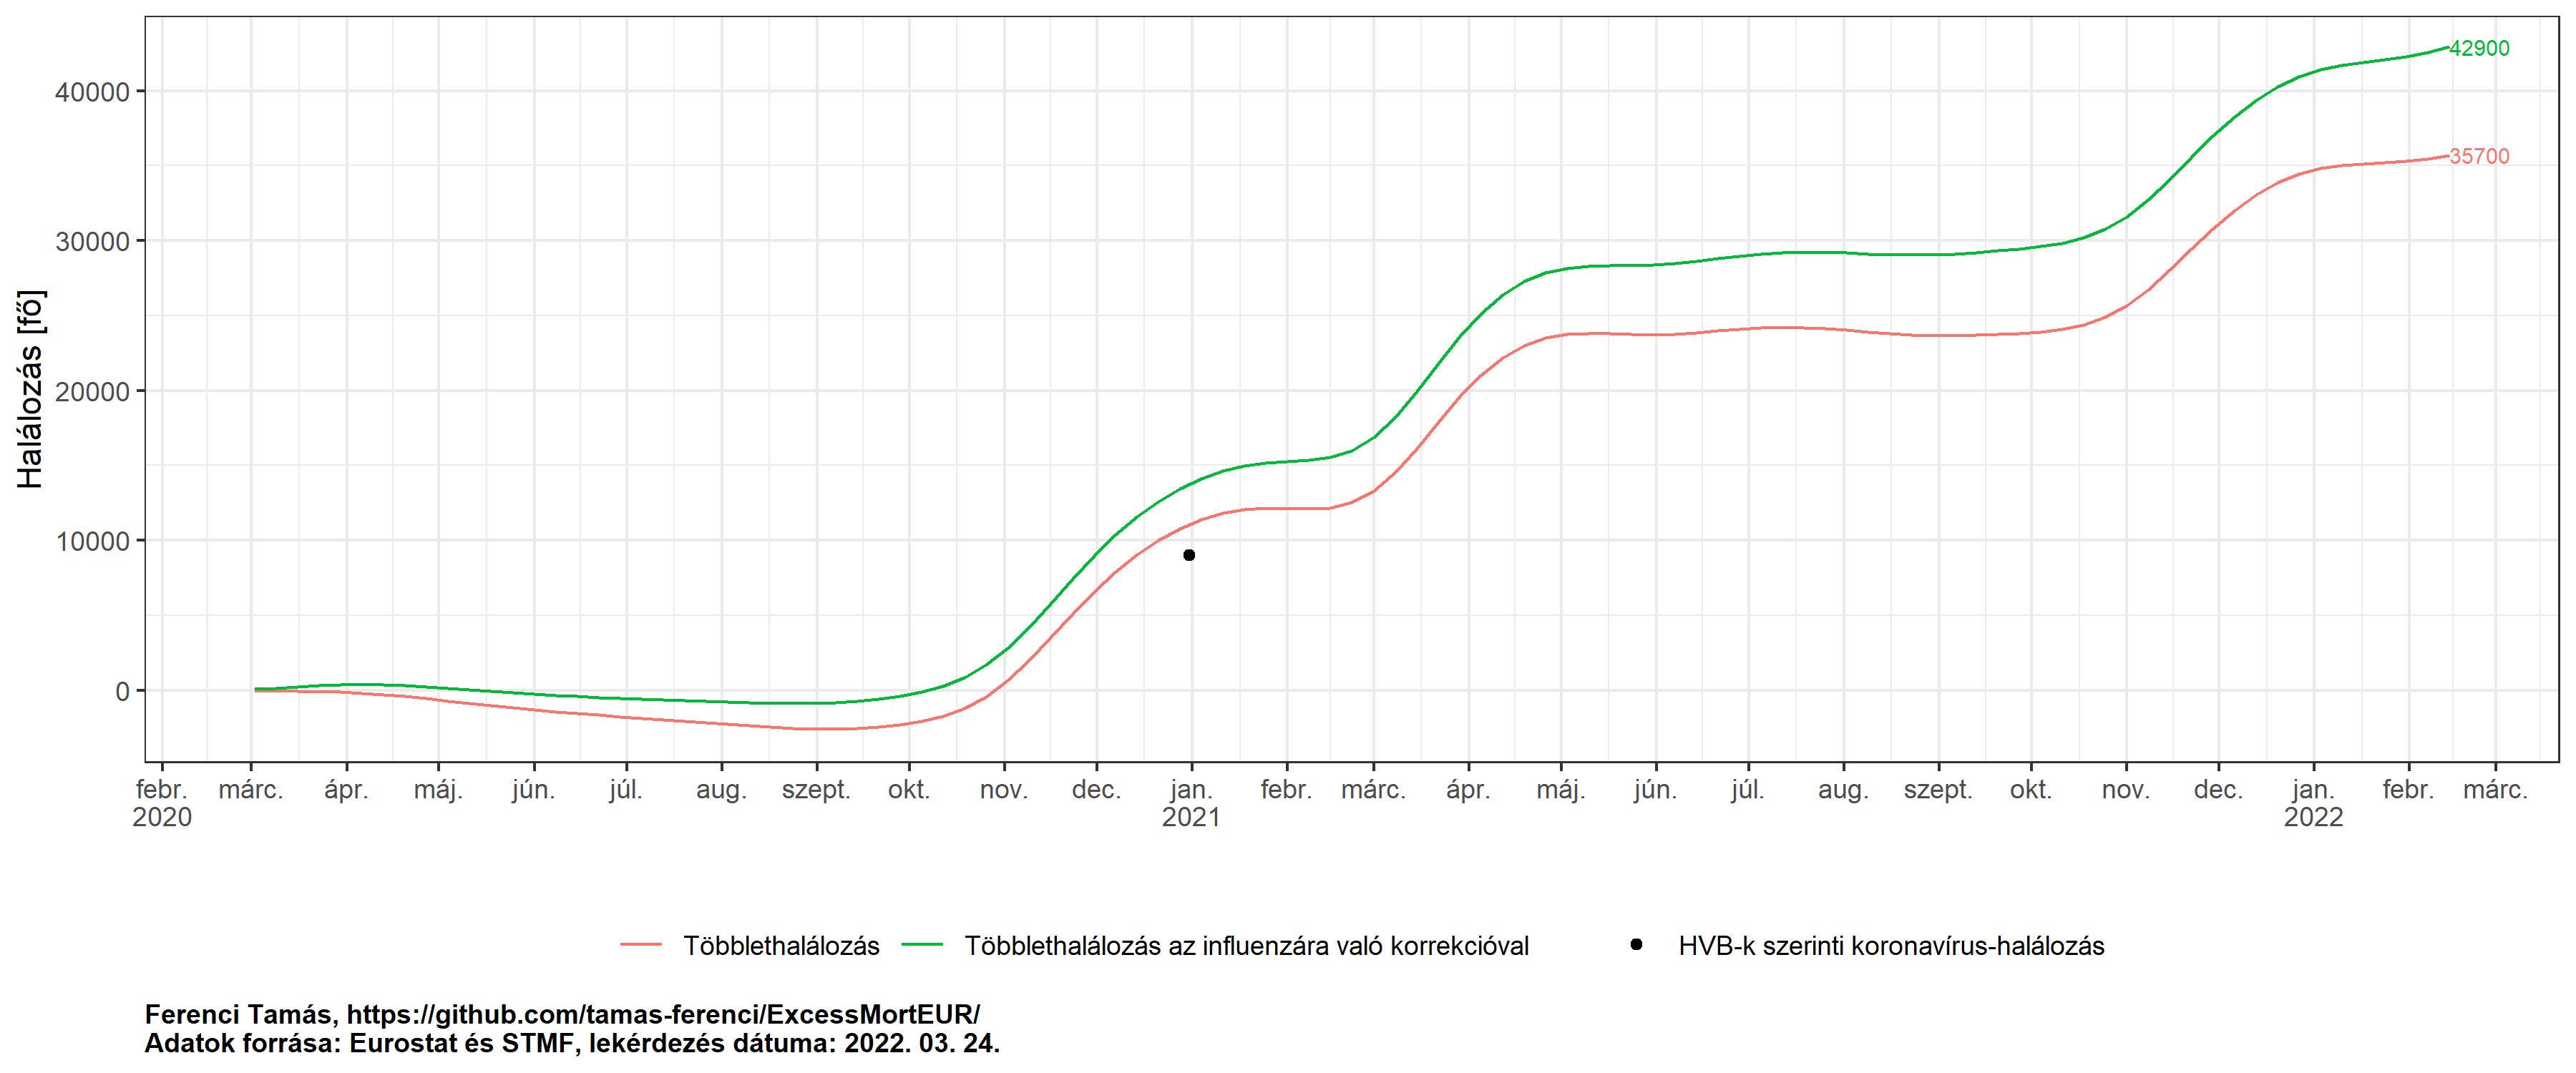 42900
35700
40000
30000
20000
10000
0
Halálozás [fő]
febr. márc. ápr. máj. jún. júl. aug. szept. okt. nov. dec. jan. febr. márc. ápr. máj. jún. júl. aug. szept. okt. nov. dec. jan. febr. márc.
2020 2021 2022
Többlethalálozás Többlethalálozás az influenzára való korrekcióval HVB-k szerinti koronavírus-halálozás
Ferenci Tamás, https://github.com/tamas-ferenci/ExcessMortEUR/
Adatok forrása: Eurostat és STMF, lekérdezés dátuma: 2022. 03. 24.